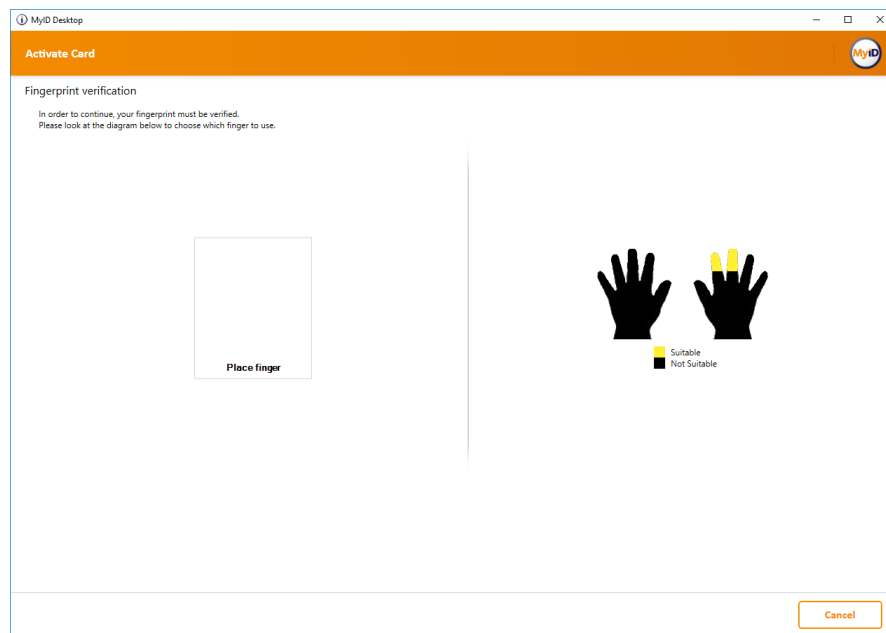 MyID Desktop
Activate Card
MyiD
Fingerprint verification
In order to continue, your fingerprint must be verified.
Please look at the diagram below to choose which finger to use.
Place finger
Suitable
Not Suitable
Cancel